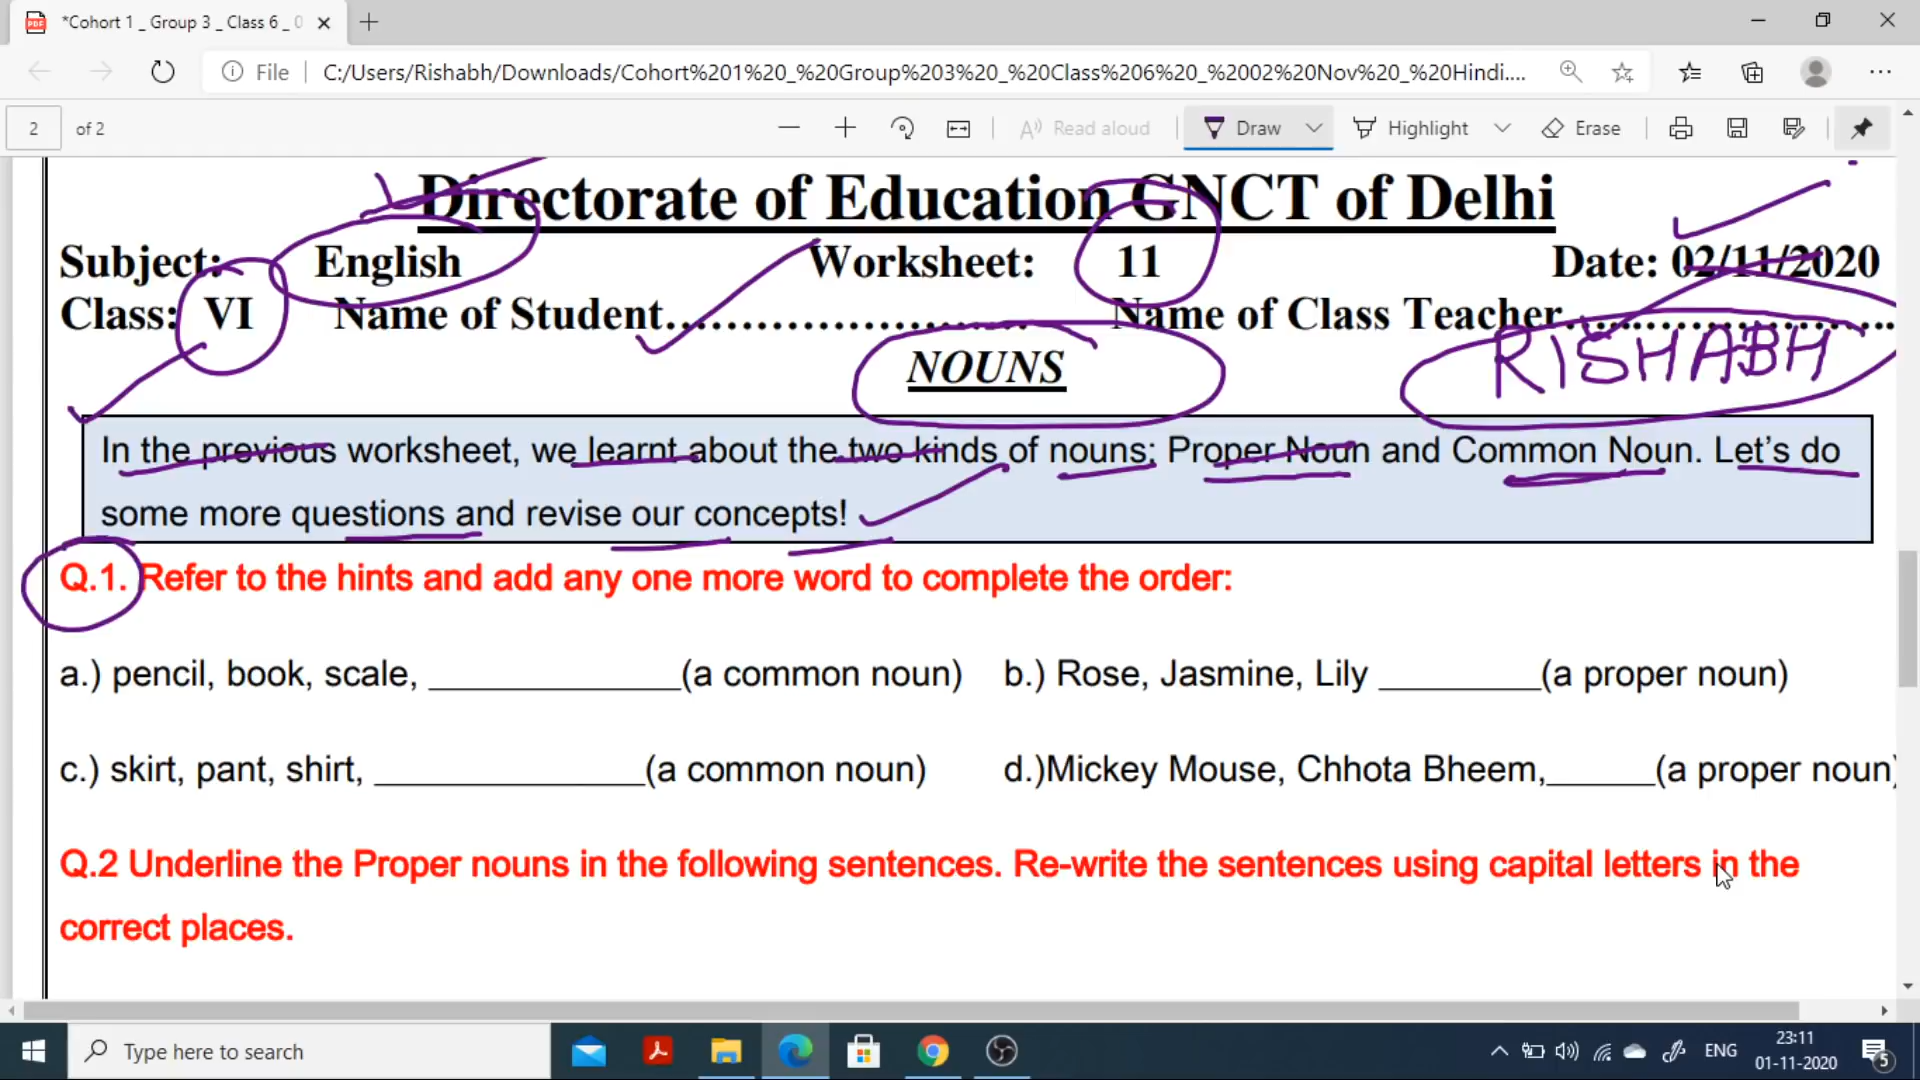 *Cohort 1 _ Group 3 _ Class 6 _ 0
File C:/Users/Rishabh/Downloads/Cohort%201%20_%20Group%203%20_%20Class%206%20_%2002%20Nov%20_%20Hindi....
2 of 2 Read aloud Draw Highlight Erase
Directorate of Education GNCT of Delhi
Subject: English Worksheet: 11 Date: 02/11/2020
Class: VI Name of Student........................ Name of Class Teacher......................
NOUNS RISHABH
In the previous worksheet, we learnt about the two kinds of nouns; Proper Noun and Common Noun. Let's do
some more questions and revise our concepts!
Q.1. Refer to the hints and add any one more word to complete the order:
a.) pencil, book, scale, _____________(a common noun) b.) Rose, Jasmine, Lily ________(a proper noun)
c.) skirt, pant, shirt, ______________(a common noun) d.)Mickey Mouse, Chhota Bheem,_____(a proper noun)
Q.2 Underline the Proper nouns in the following sentences. Re-write the sentences using capital letters in the
correct places.
Type here to search ENG 23:11
01-11-2020 5